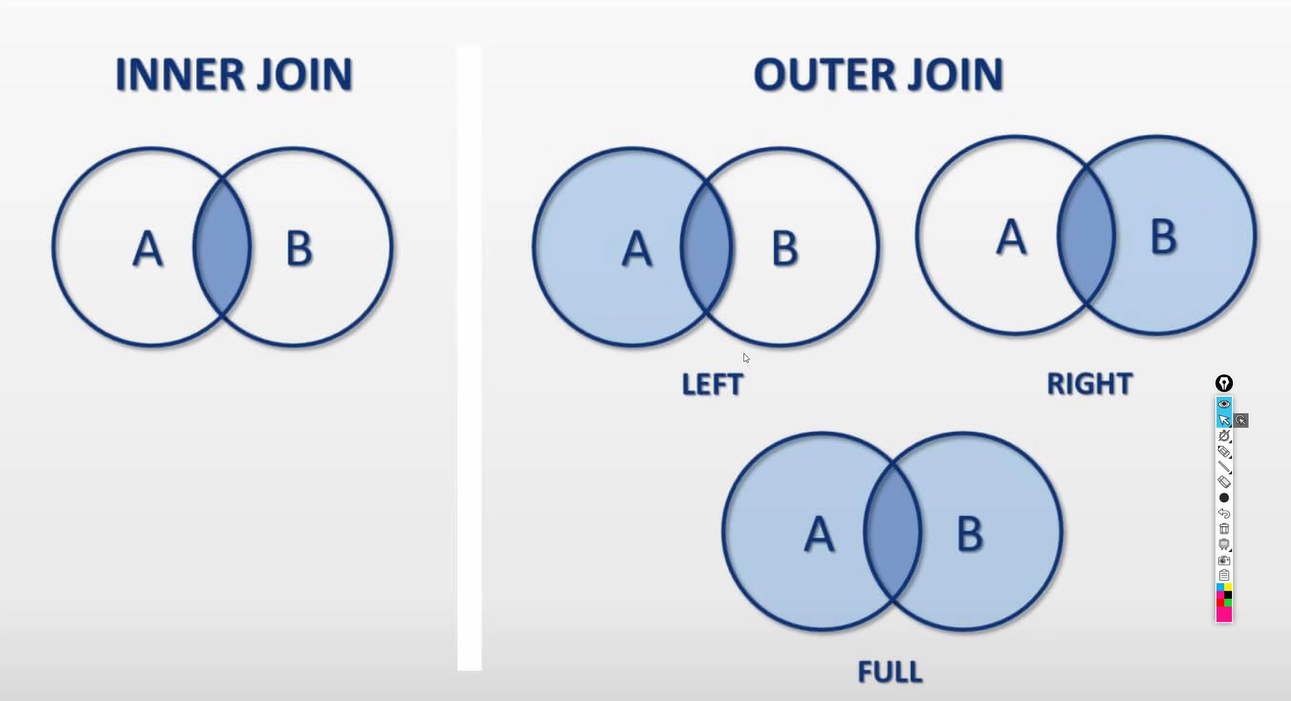 INNER JOIN
OUTER JOIN
A B
A B
A B
LEFT
RIGHT
A B
FULL